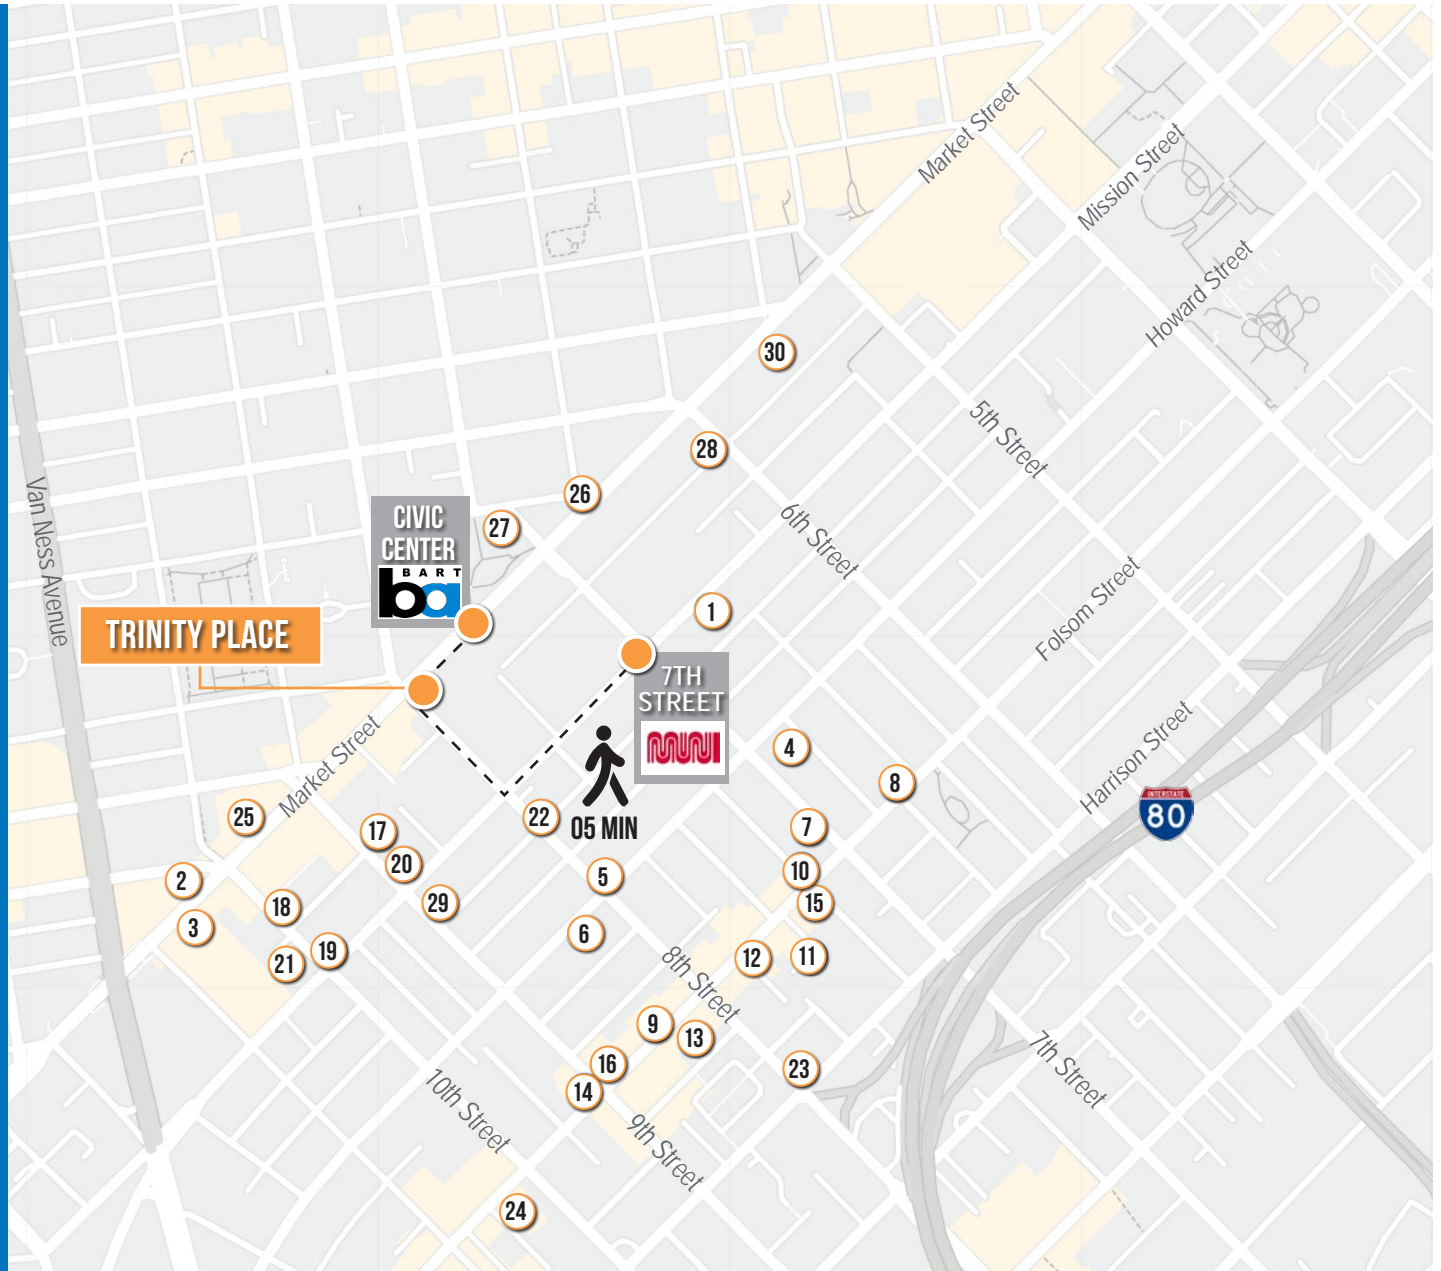 Market Street
Mission Street
Howard Street
30
5th Street
28
26
27
6th Street
Van Ness Avenue
CIVIC
CENTER
BART
ba
Folsom Street
TRINITY PLACE
1
7TH
STREET
MUNI
Market Street
Harrison Street
4
8
INTERSTATE
80
25
17
22
05 MIN
7
20
10
2
5
29
15
18
3
6
19
21
12
11
8th Street
9
13
16
23
14
7th Street
10th Street
9th Street
24